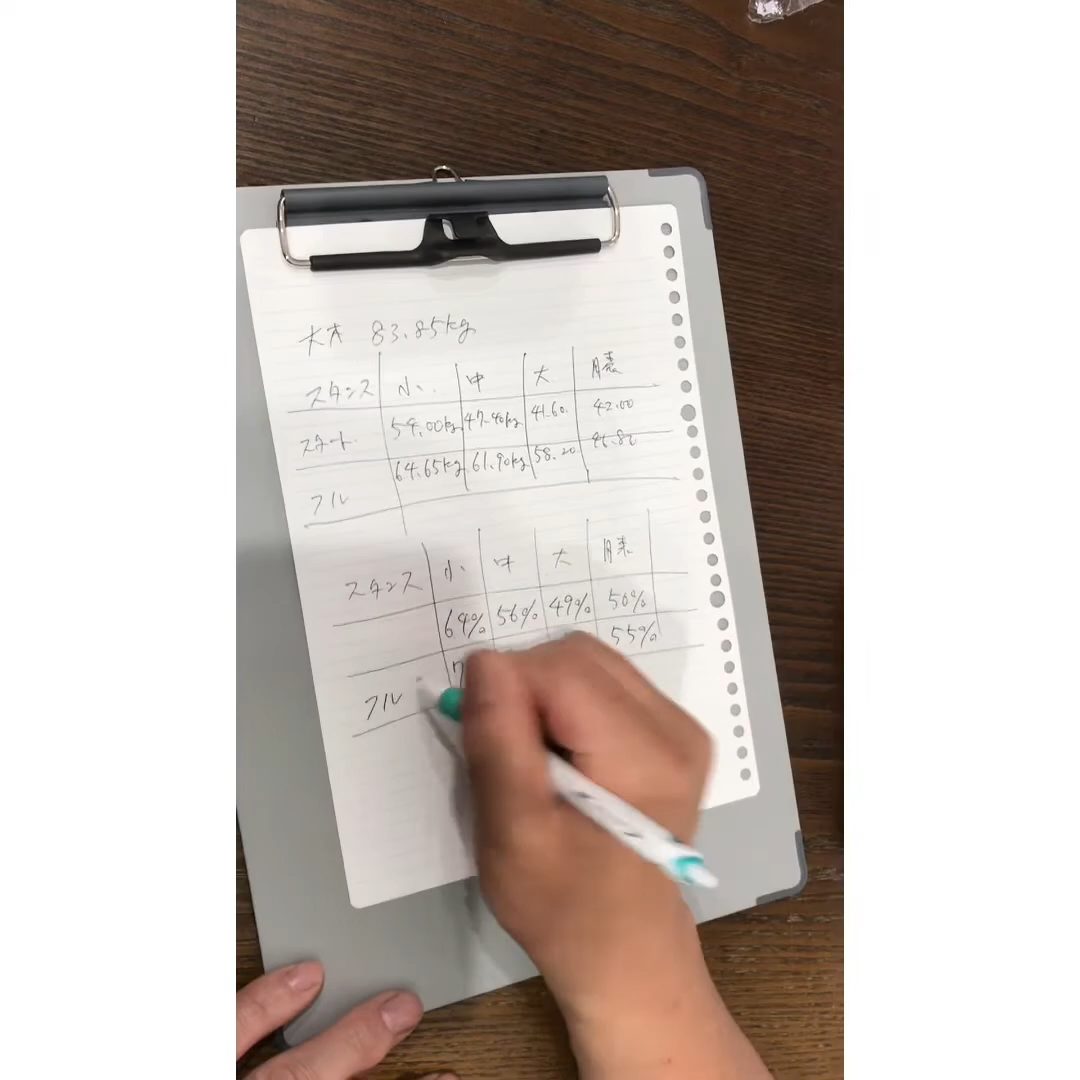 83.85kg
スタンス 小 中 大 膝
スタート 54.00kg 47.40kg 41.60 42.00
フル 64.65kg 61.90kg 58.20
スタンス 小 中 大 膝
64% 56% 49% 50%
フル 55%